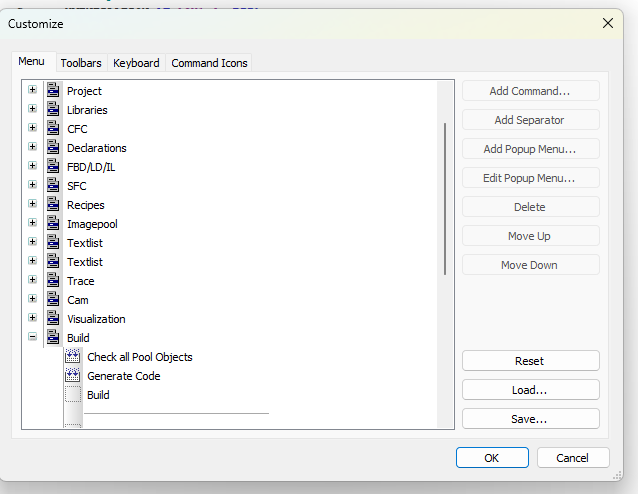 Customize
Menu
Toolbars
Keyboard
Command Icons
Project
Libraries
CFC
Declarations
FBD/LD/IL
SFC
Recipes
Imagepool
Textlist
Textlist
Trace
Cam
Visualization
Build
Check all Pool Objects
Generate Code
Build
Add Command...
Add Separator
Add Popup Menu...
Edit Popup Menu...
Delete
Move Up
Move Down
Reset
Load...
Save...
OK
Cancel